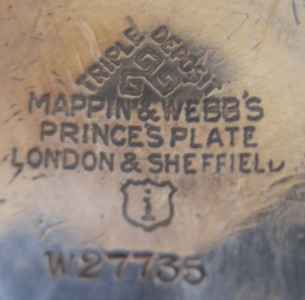 TRIPLE DEPOSIT
MAPPIN & WEBB'S
PRINCE'S PLATE
LONDON & SHEFFIELD
i
W27735